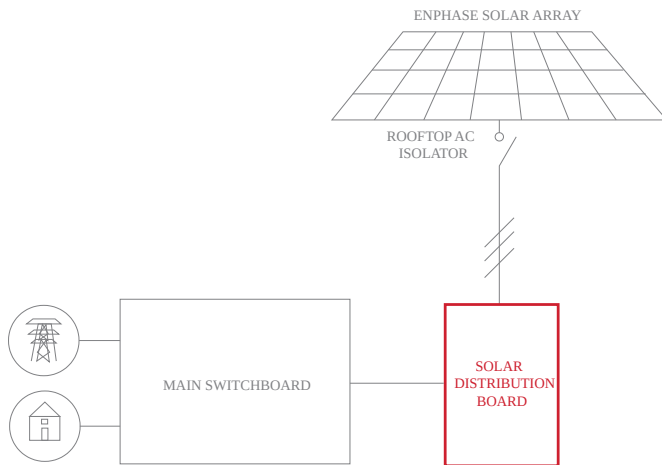 ENPHASE SOLAR ARRAY
ROOFTOP AC
ISOLATOR
MAIN SWITCHBOARD
SOLAR
DISTRIBUTION
BOARD